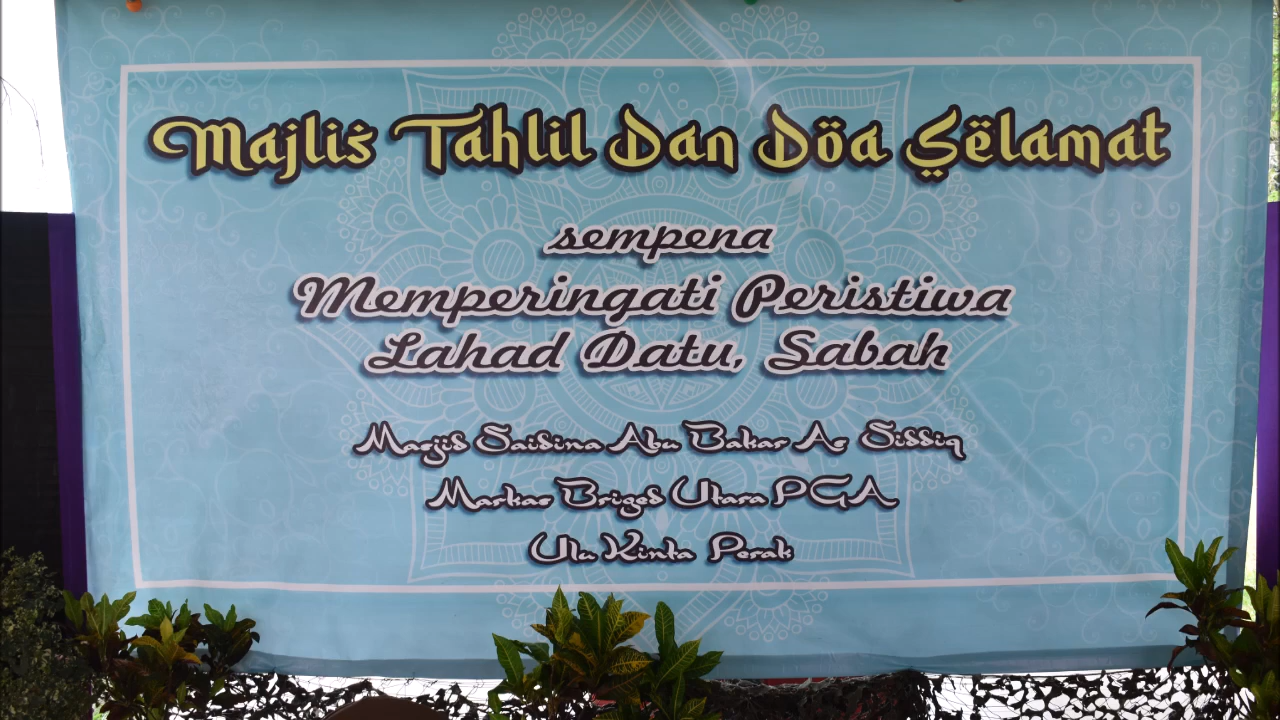 Majlis Tahlil Dan Döa Sëlamat
sempena
Memperingati Peristiwa
Lahad Datu, Sabah
Masjid Saidina Abu Bakar As Siddiq
Markas Briged Utara PGA
Ulu Kinta Perak